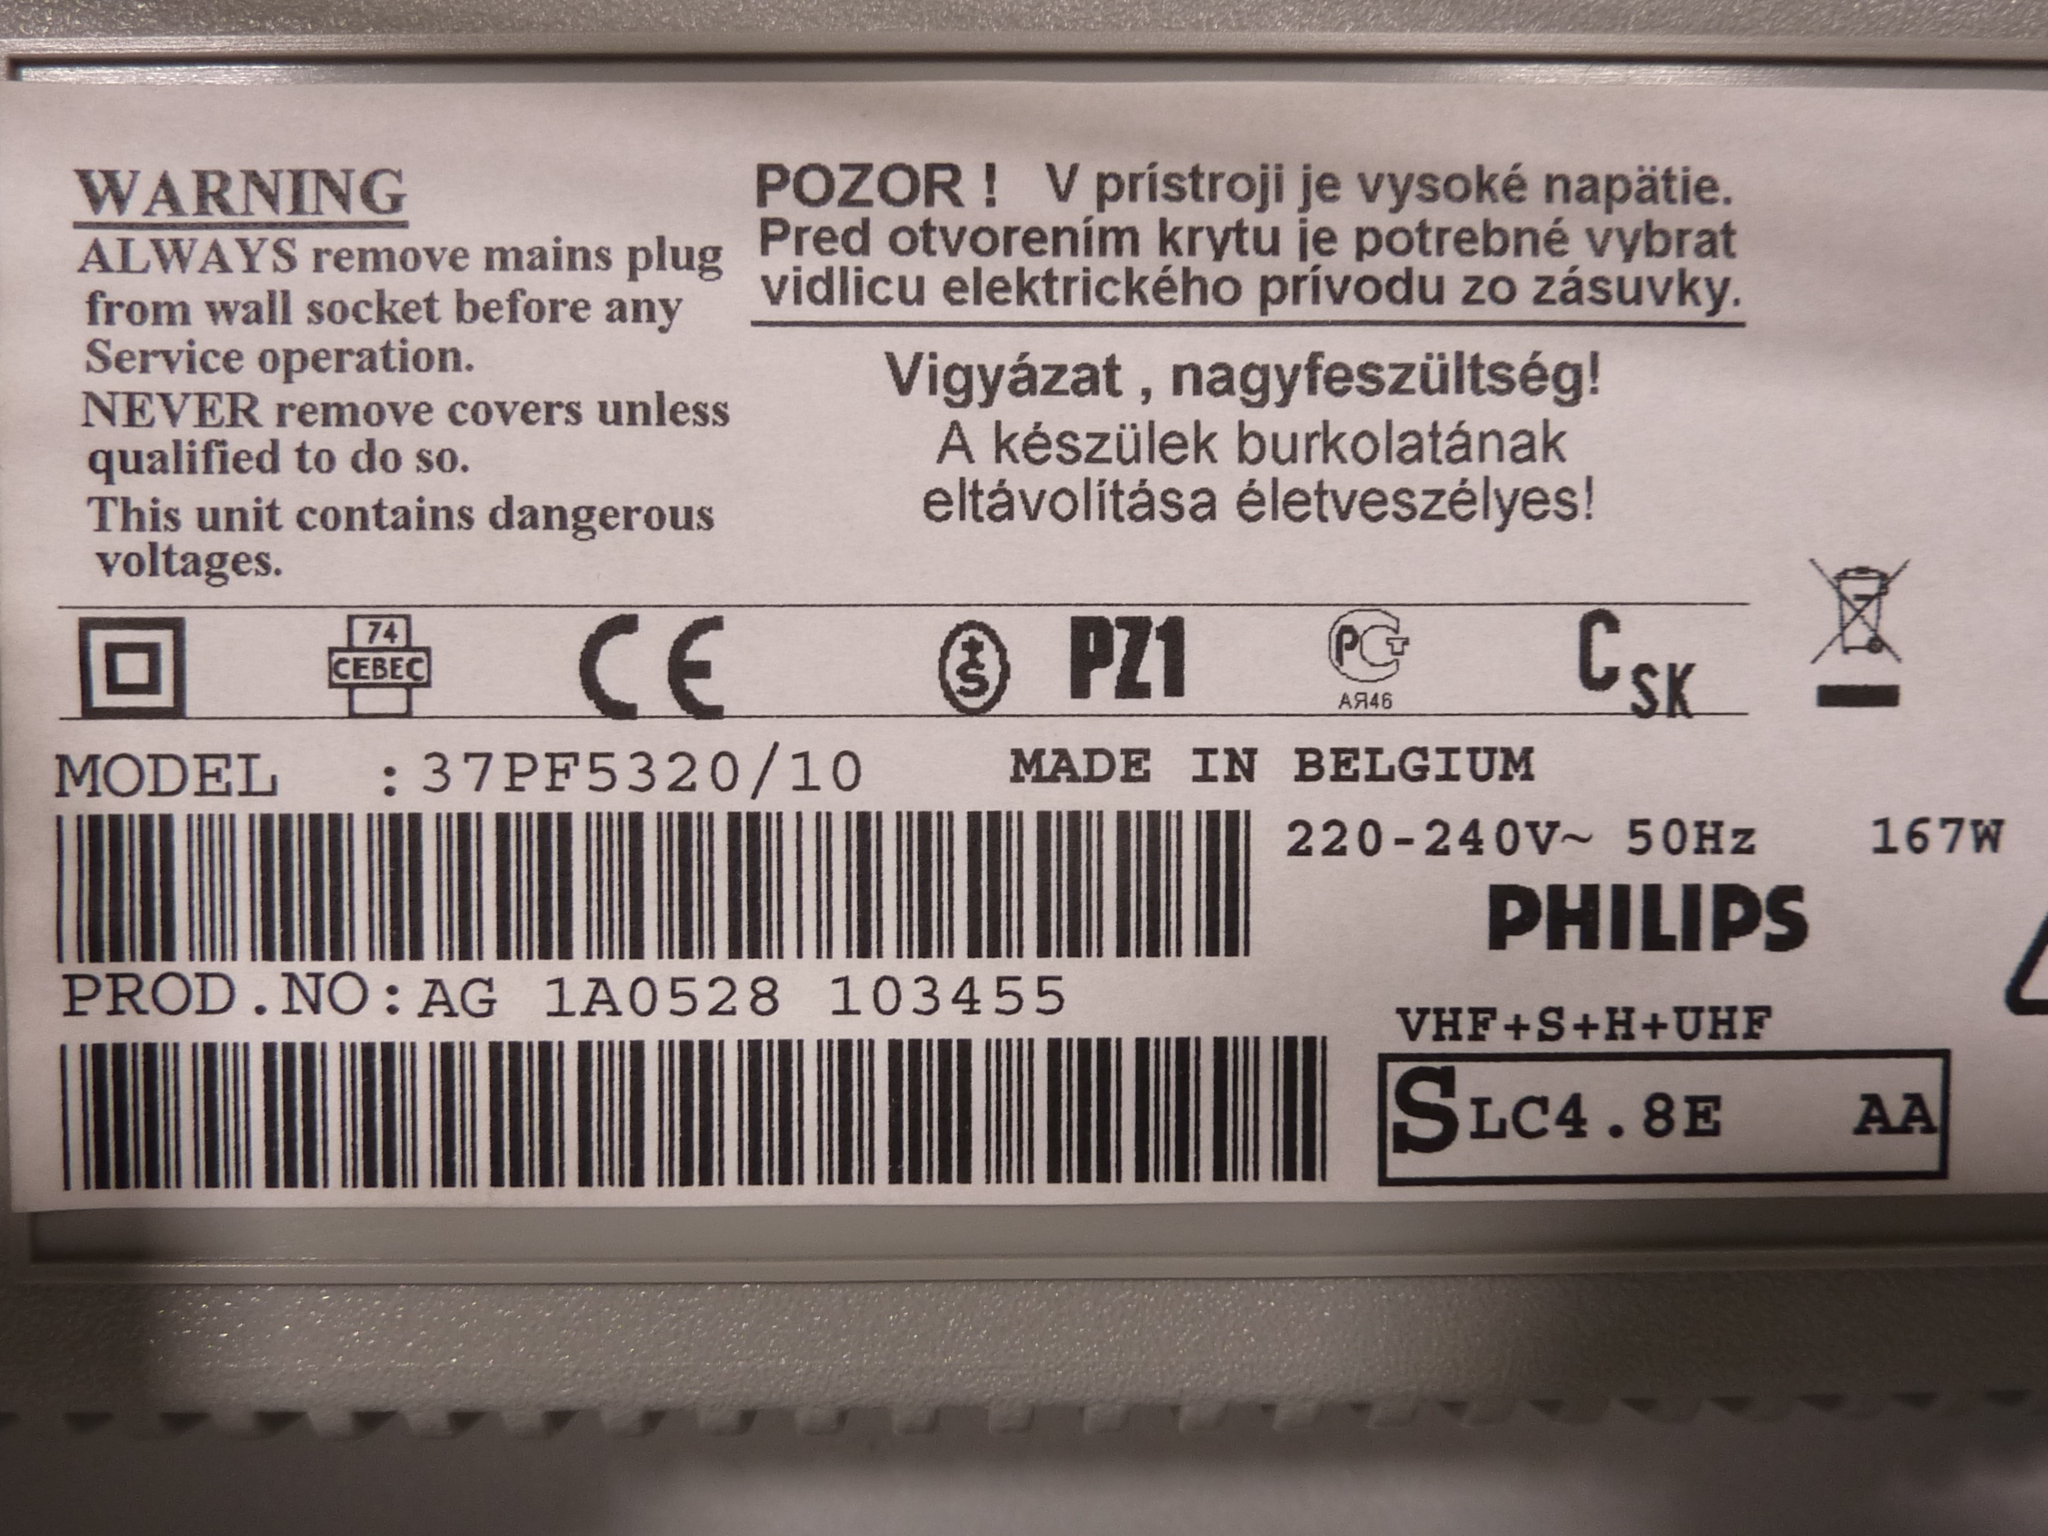 WARNING
ALWAYS remove mains plug
from wall socket before any
Service operation.
NEVER remove covers unless
qualified to do so.
This unit contains dangerous
voltages.
POZOR ! V prístroji je vysoké napätie.
Pred otvorením krytu je potrebné vybrat
vidlicu elektrického prívodu zo zásuvky.
Vigyázat , nagyfeszültség!
A készülek burkolatának
eltávolítása életveszélyes!
74
CEBEC
CE
S
PZ1
РСТ
АЯ46
CSK
MODEL :37PF5320/10
MADE IN BELGIUM
220-240V~ 50Hz 167W
PHILIPS
PROD.NO:AG 1A0528 103455
VHF+S+H+UHF
SLC4.8E AA